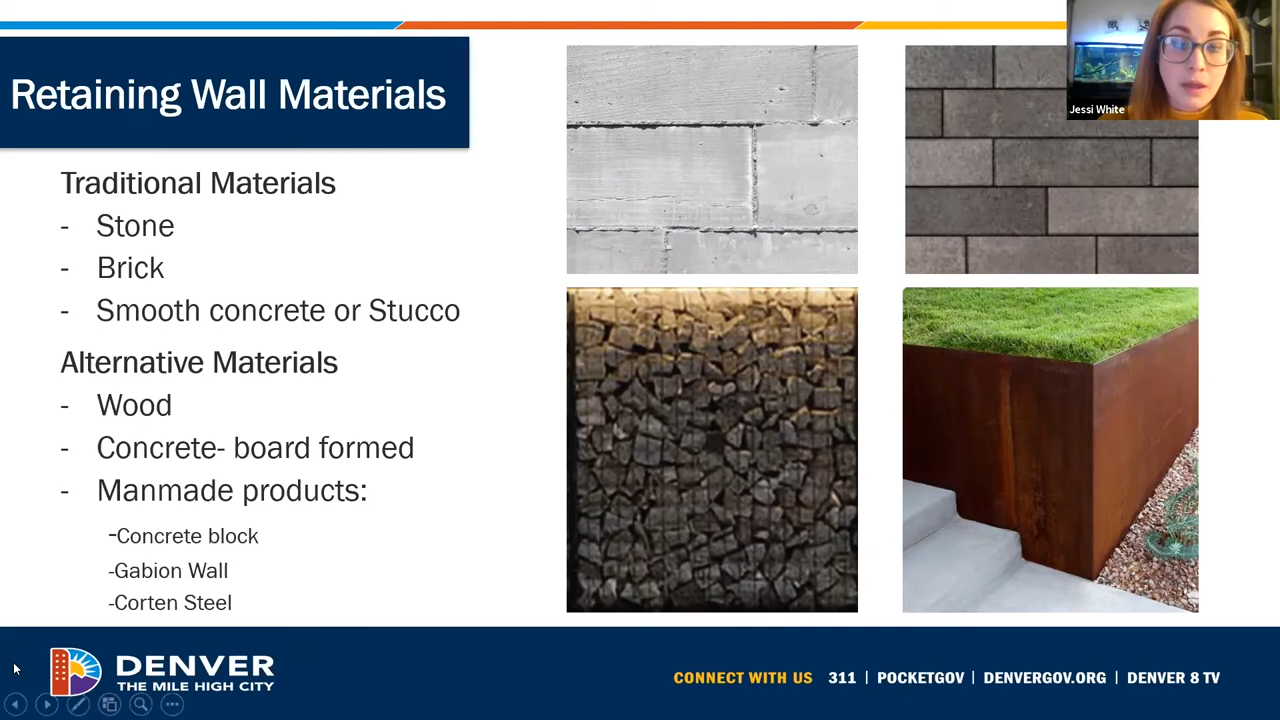 Retaining Wall Materials
Jessi White
Traditional Materials
- Stone
- Brick
- Smooth concrete or Stucco
Alternative Materials
- Wood
- Concrete- board formed
- Manmade products:
-Concrete block
-Gabion Wall
-Corten Steel
DENVER
THE MILE HIGH CITY
CONNECT WITH US 311 | POCKETGOV | DENVERGOV.ORG | DENVER 8 TV